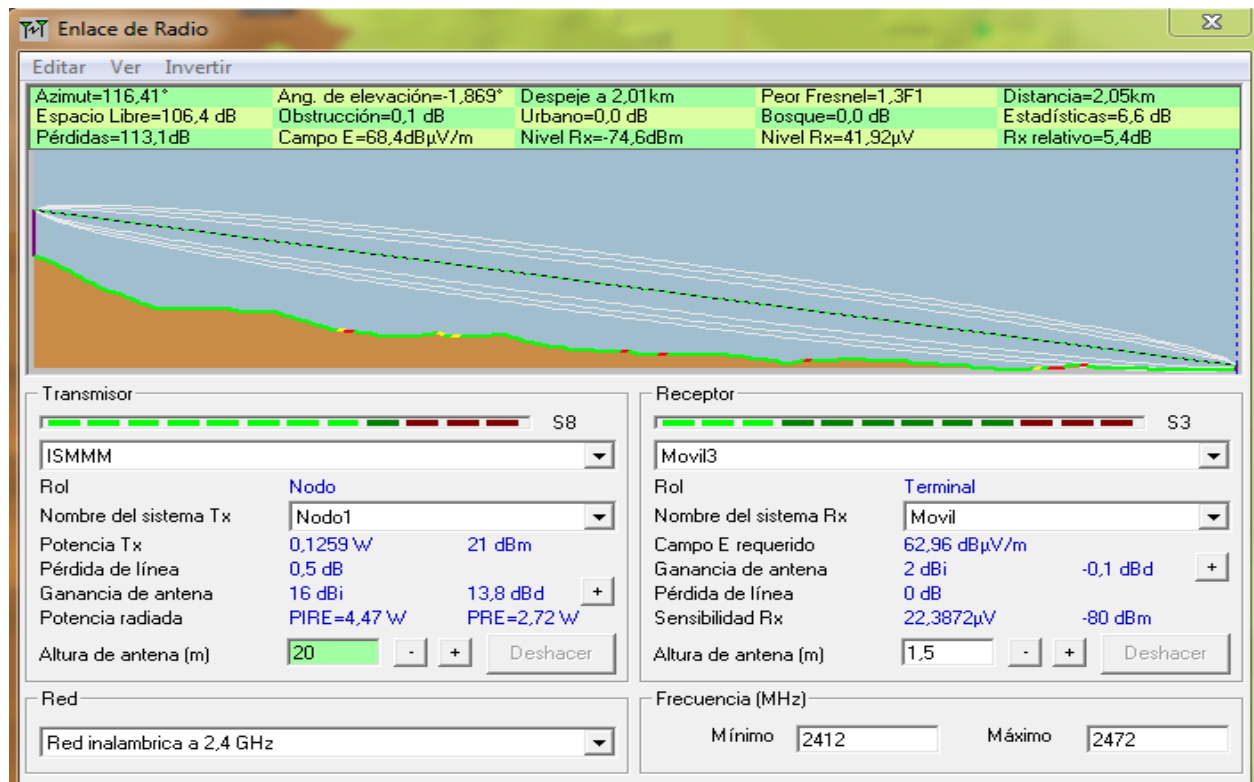 Enlace de Radio
Editar Ver Invertir
Azimut=116,41° Ang. de elevación=-1,869° Despeje a 2,01km Peor Fresnel=1,3F1 Distancia=2,05km
Espacio Libre=106,4 dB Obstrucción=0,1 dB Urbano=0,0 dB Bosque=0,0 dB Estadísticas=6,6 dB
Pérdidas=113,1dB Campo E=68,4dBµV/m Nivel Rx=-74,6dBm Nivel Rx=41,92µV Rx relativo=5,4dB
Transmisor
S8
ISMMM
Rol Nodo
Nombre del sistema Tx Nodo1
Potencia Tx 0,1259 W 21 dBm
Pérdida de línea 0,5 dB
Ganancia de antena 16 dBi 13,8 dBd +
Potencia radiada PIRE=4,47 W PRE=2,72 W
Altura de antena (m) 20 - + Deshacer
Receptor
S3
Movil3
Rol Terminal
Nombre del sistema Rx Movil
Campo E requerido 62,96 dBµV/m
Ganancia de antena 2 dBi -0,1 dBd +
Pérdida de línea 0 dB
Sensibilidad Rx 22,3872µV -80 dBm
Altura de antena (m) 1,5 - + Deshacer
Red
Red inalambrica a 2,4 GHz
Frecuencia (MHz)
Mínimo 2412 Máximo 2472